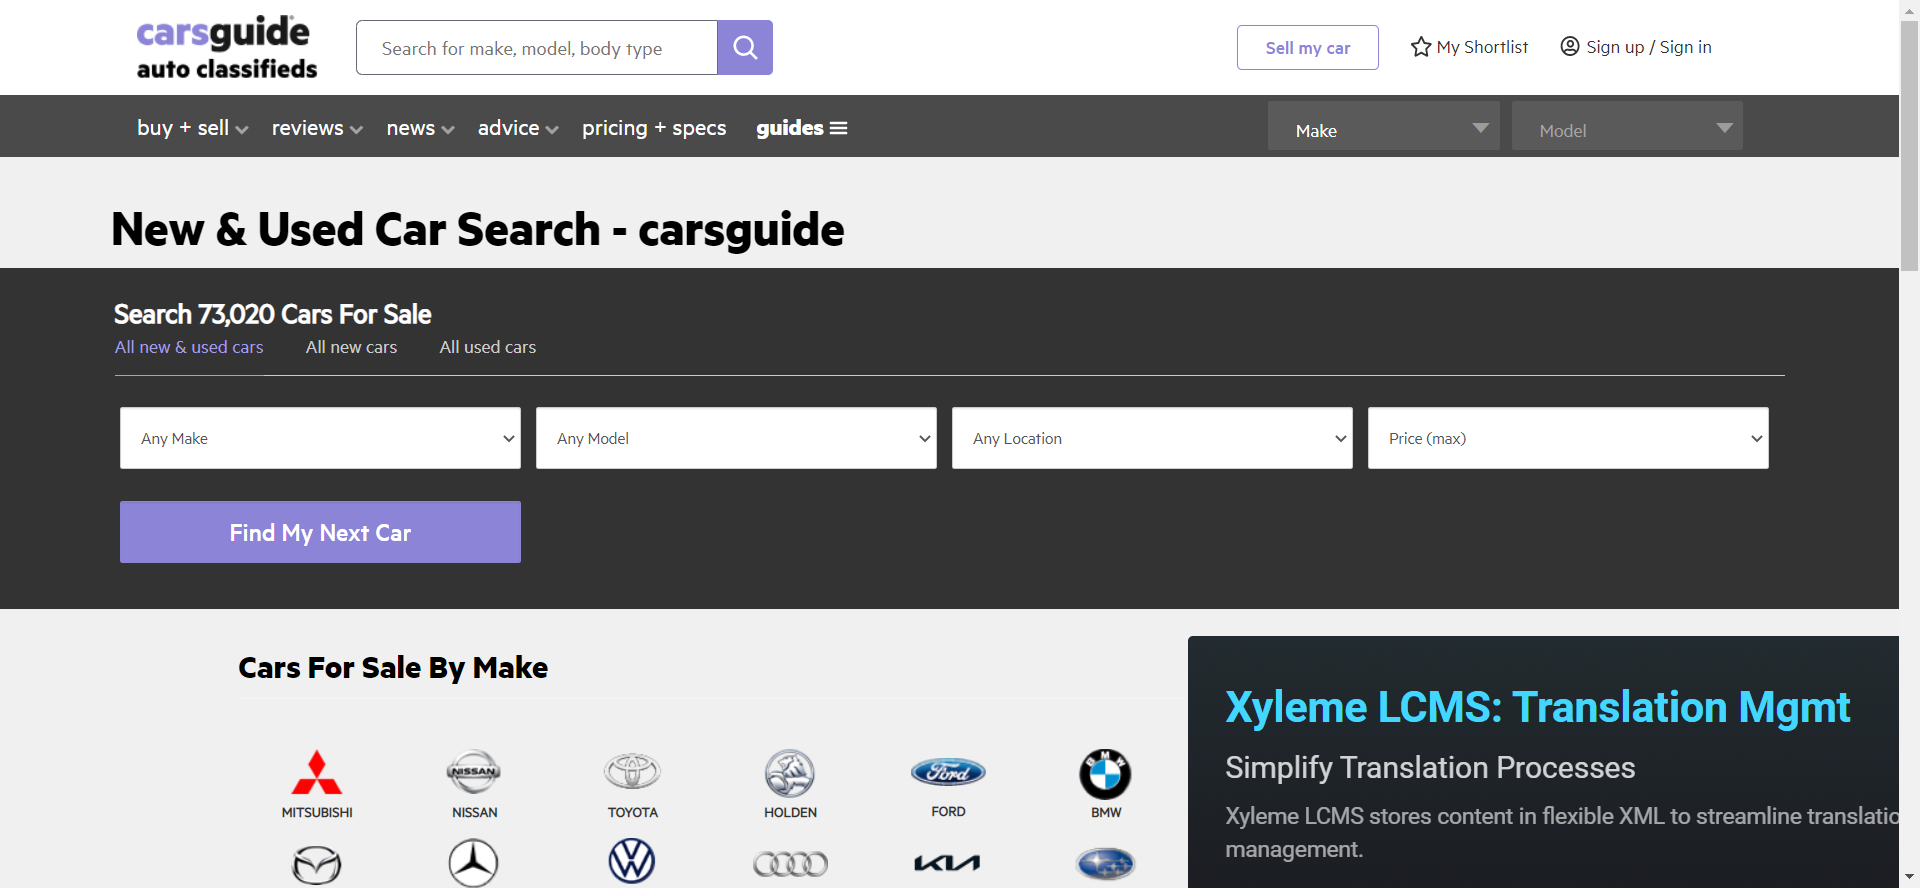 carsguide
auto classifieds
Search for make, model, body type
Sell my car
My Shortlist
Sign up / Sign in
buy + sell
reviews
news
advice
pricing + specs
guides
Make
Model
New & Used Car Search - carsguide
Search 73,020 Cars For Sale
All new & used cars
All new cars
All used cars
Any Make
Any Model
Any Location
Price (max)
Find My Next Car
Cars For Sale By Make
NISSAN
Ford
BMW
MITSUBISHI
NISSAN
TOYOTA
HOLDEN
FORD
BMW
KIA
Xyleme LCMS: Translation Mgmt
Simplify Translation Processes
Xyleme LCMS stores content in flexible XML to streamline translatio
management.